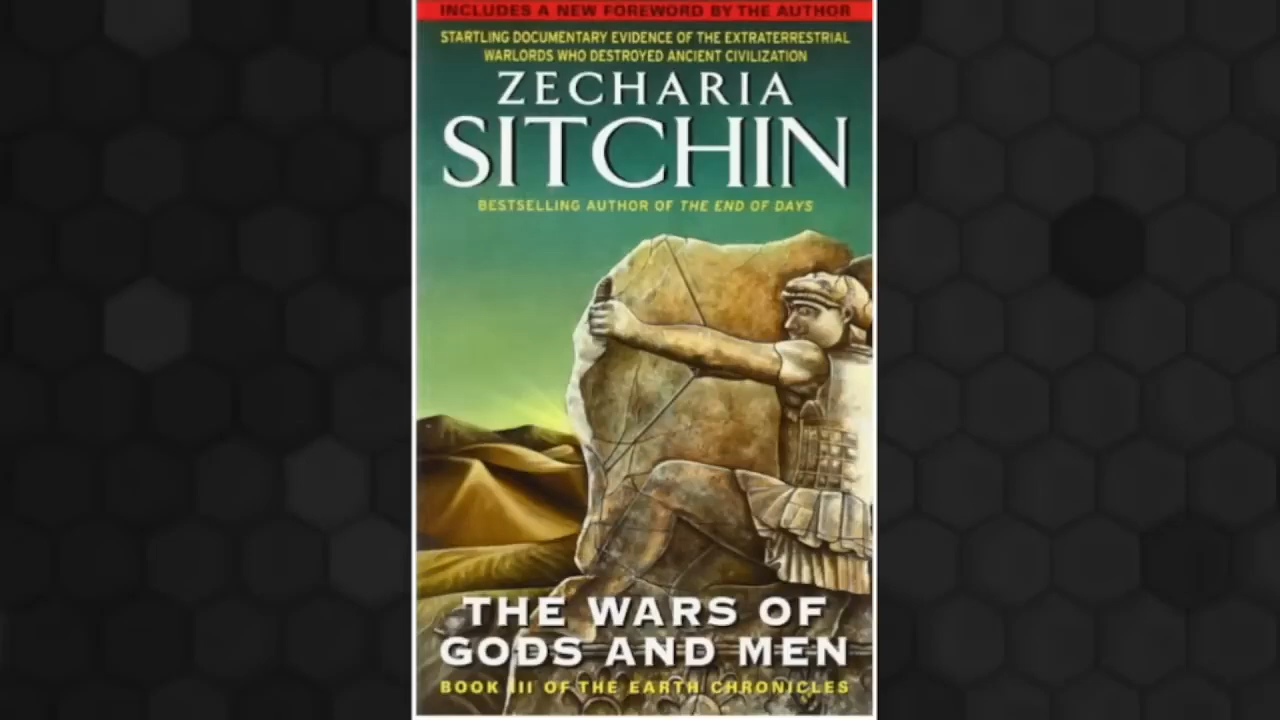 INCLUDES A NEW FOREWORD BY THE AUTHOR
STARTLING DOCUMENTARY EVIDENCE OF THE EXTRATERRESTRIAL
WARLORDS WHO DESTROYED ANCIENT CIVILIZATION
ZECHARIA
SITCHIN
BESTSELLING AUTHOR OF THE END OF DAYS
THE WARS OF
GODS AND MEN
BOOK III OF THE EARTH CHRONICLES